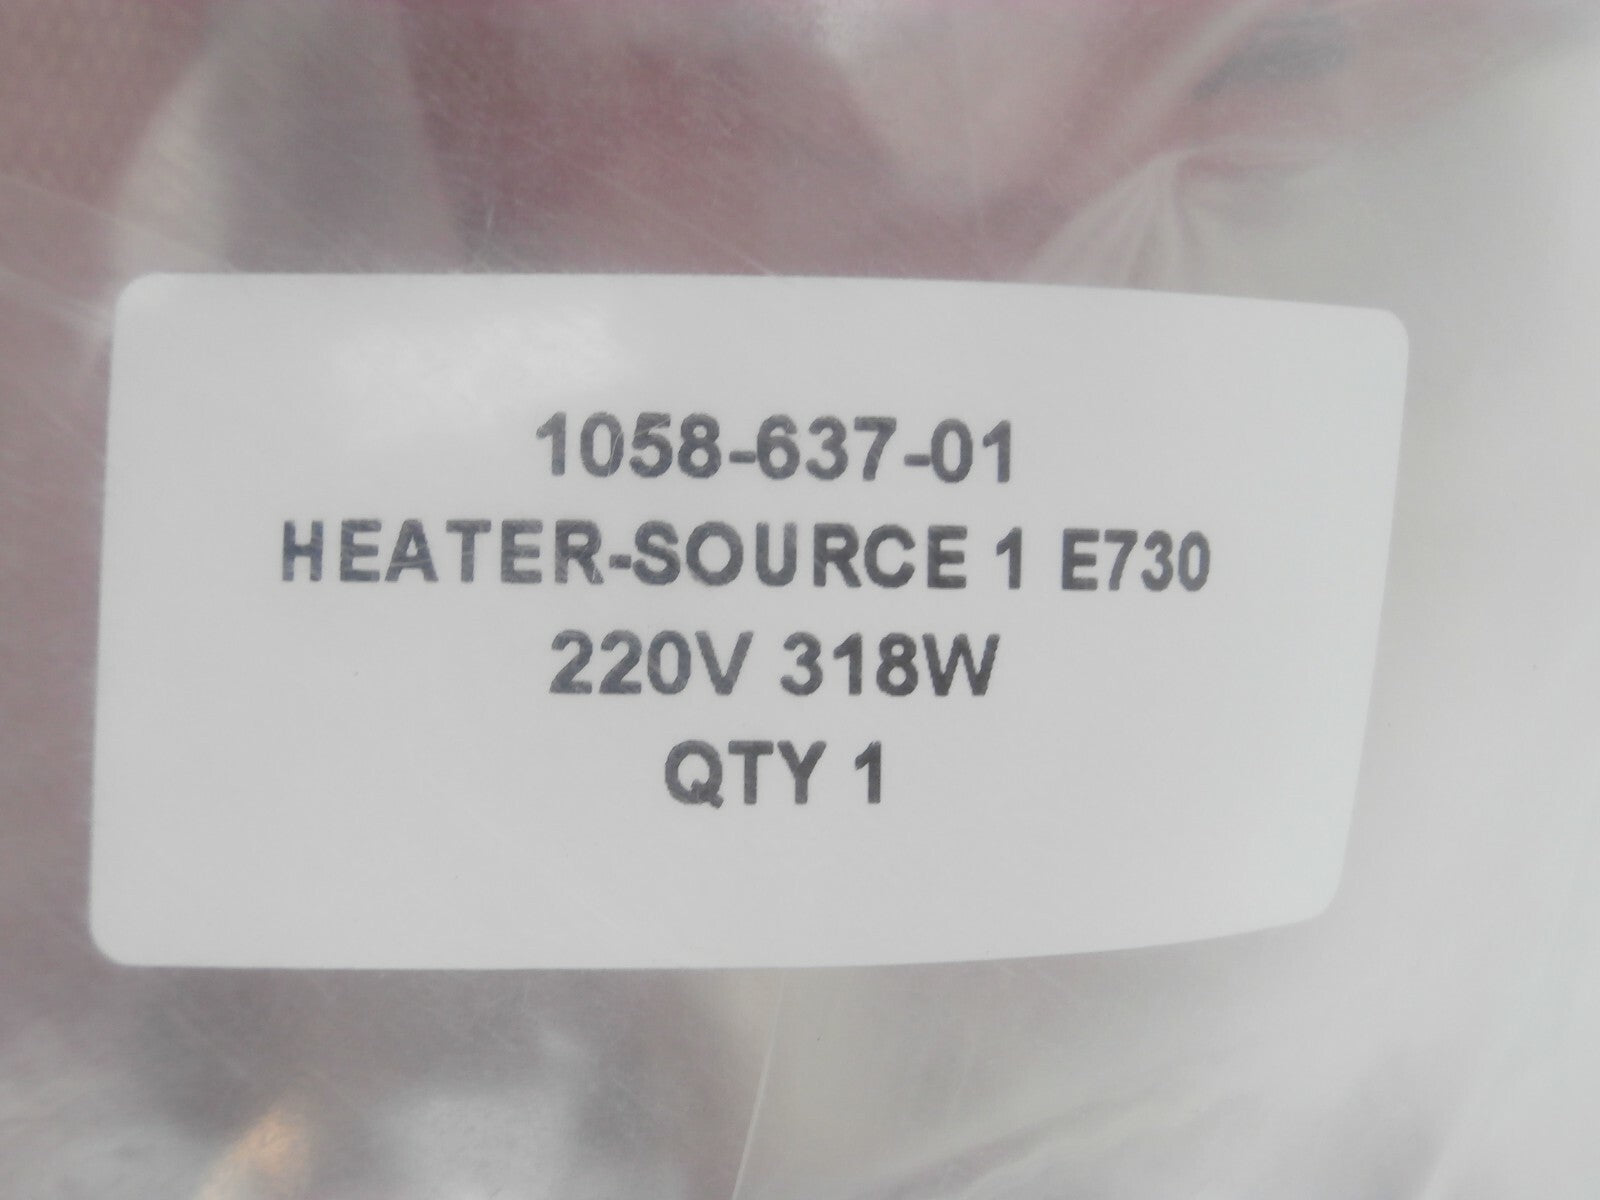 1058-637-01
HEATER-SOURCE 1 E730
220V 318W
QTY 1